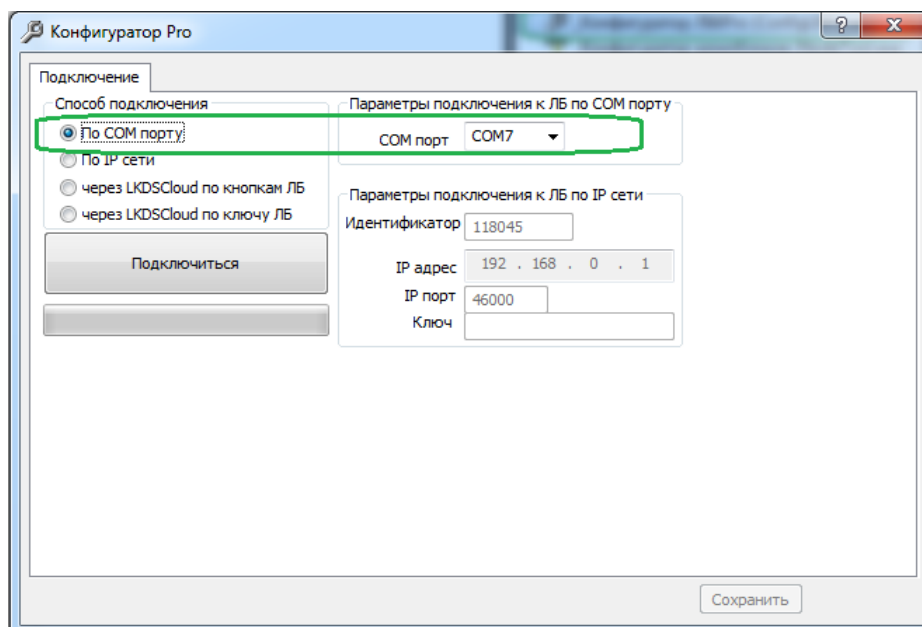 Конфигуратор Pro
Подключение
Способ подключения
По COM порту
По IP сети
через LKDSCloud по кнопкам ЛБ
через LKDSCloud по ключу ЛБ
Подключиться
Параметры подключения к ЛБ по COM порту
COM порт COM7
Параметры подключения к ЛБ по IP сети
Идентификатор 118045
IP адрес 192 . 168 . 0 . 1
IP порт 46000
Ключ
Сохранить